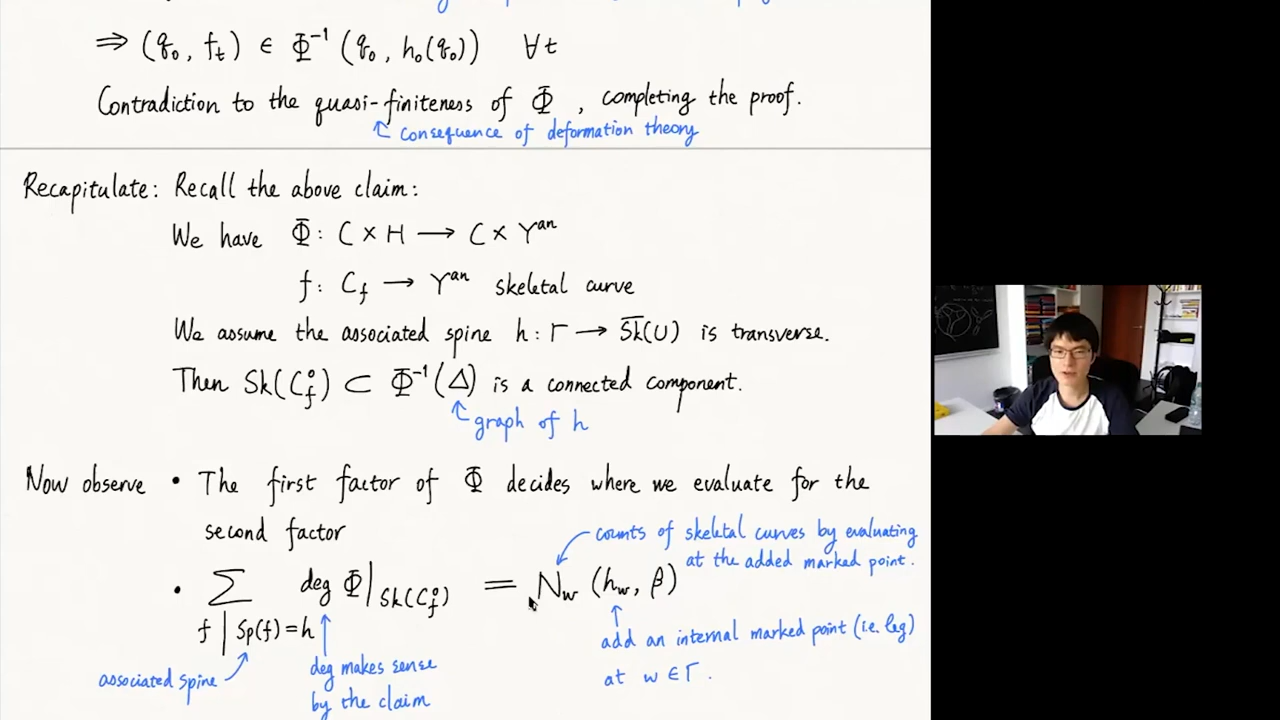 ⇒ (q₀, f_t) ∈ Φ⁻¹ (q₀, h₀(q₀)) ∀t
Contradiction to the quasi-finiteness of Φ, completing the proof.
consequence of deformation theory
Recapitulate: Recall the above claim:
We have Φ: C × H → C × Yᵃⁿ
f: C_f → Yᵃⁿ skeletal curve
We assume the associated spine h: Γ → S̅k̅(U) is transverse.
Then Sk(C_f°) ⊂ Φ⁻¹(Δ) is a connected component.
graph of h
Now observe • The first factor of Φ decides where we evaluate for the
second factor
counts of skeletal curves by evaluating
at the added marked point.
• ∑ deg Φ|_Sk(C_f°) = N_w (h_w, β)
f | Sp(f) = h
add an internal marked point (i.e. leg)
at w ∈ Γ.
associated spine
deg makes sense
by the claim